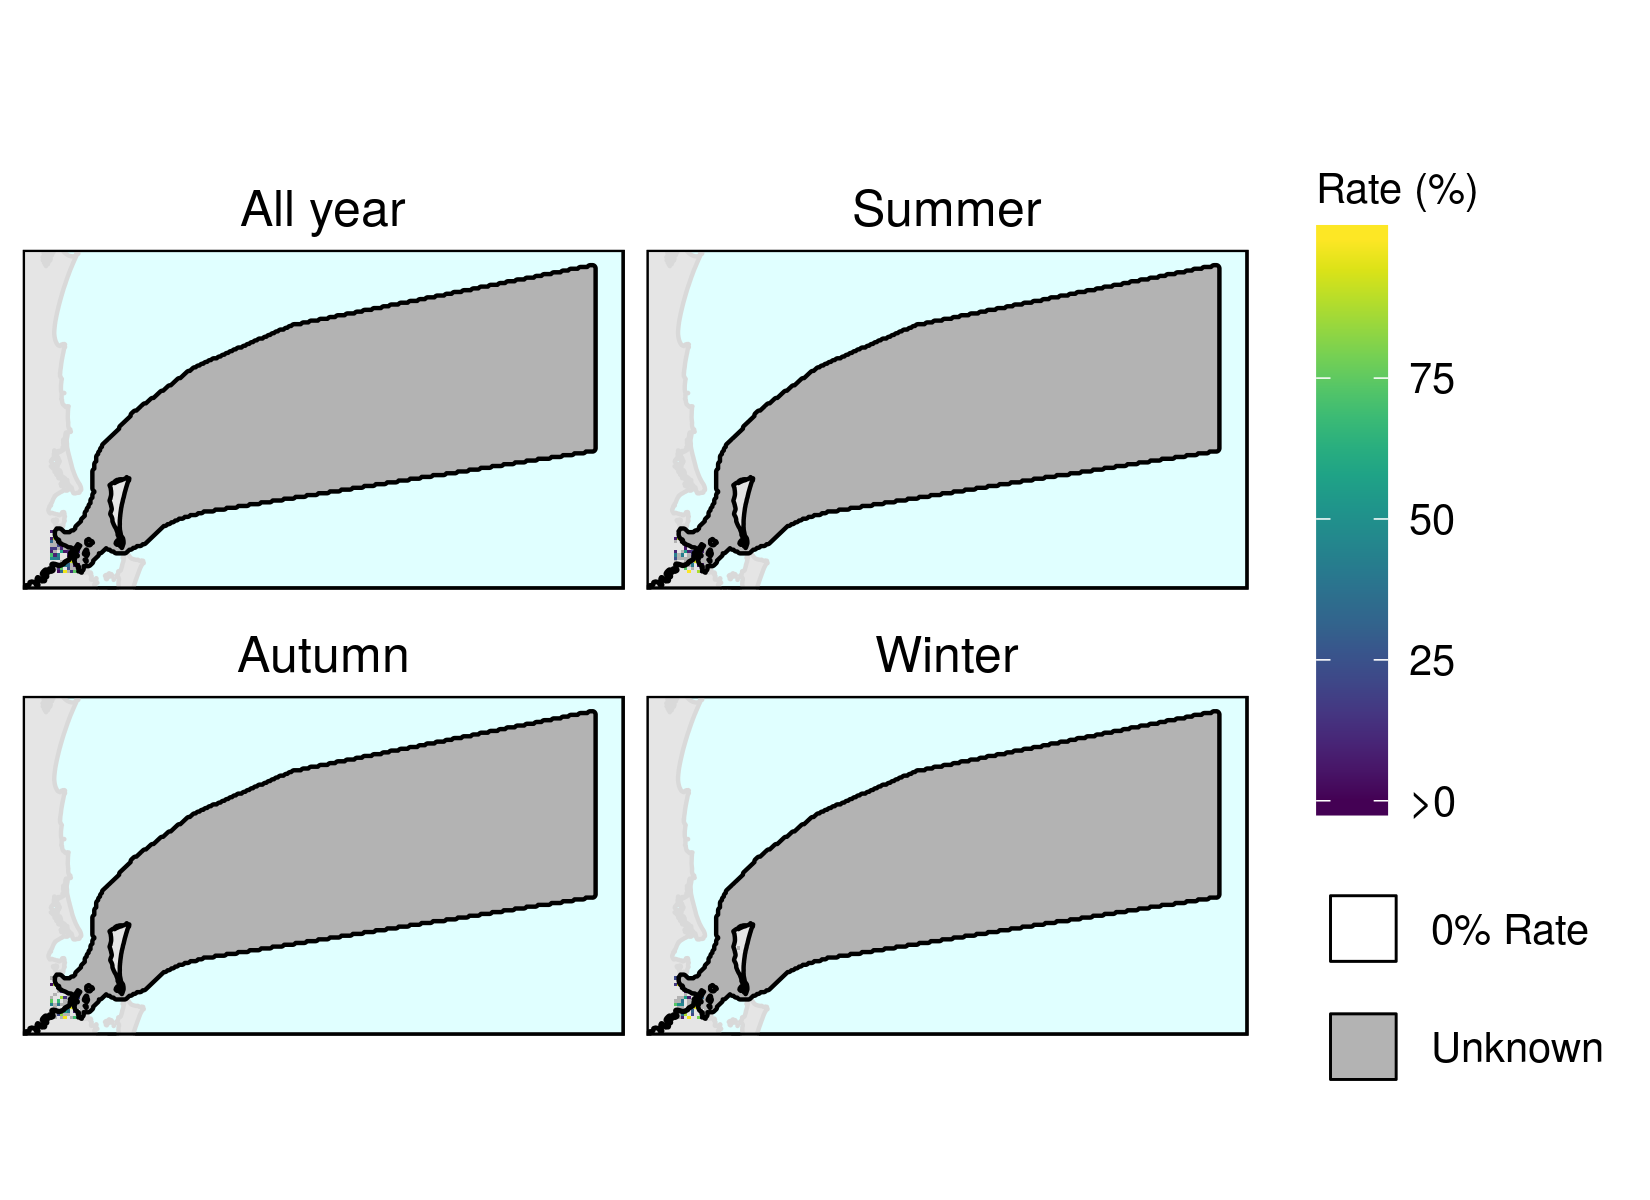 All year
Summer
Autumn
Winter
Rate (%)
75
50
25
>0
0% Rate
Unknown